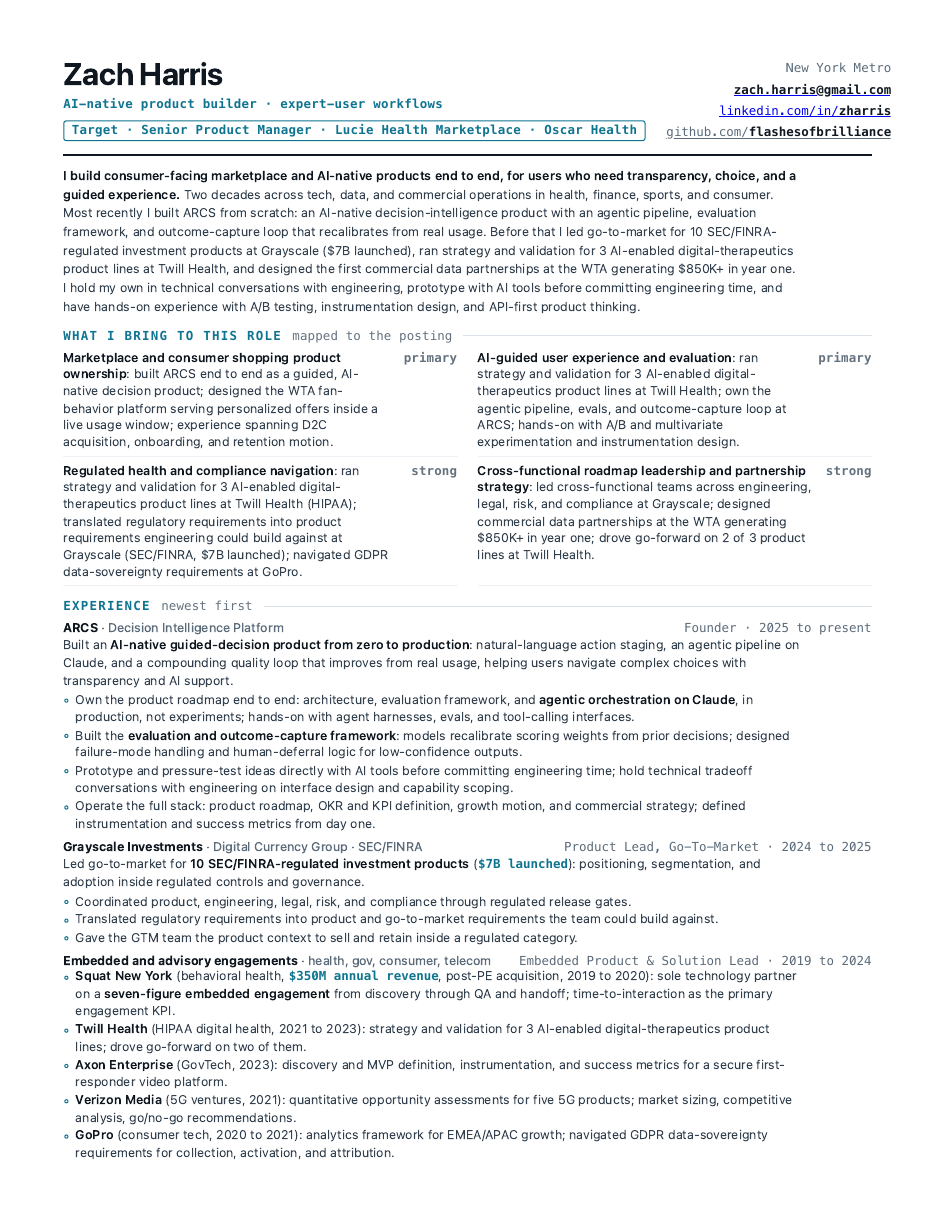 Zach Harris
AI-native product builder · expert-user workflows
Target · Senior Product Manager · Lucie Health Marketplace · Oscar Health
New York Metro
zach.harris@gmail.com
linkedin.com/in/zharris
github.com/flashesofbrilliance
I build consumer-facing marketplace and AI-native products end to end, for users who need transparency, choice, and a
guided experience. Two decades across tech, data, and commercial operations in health, finance, sports, and consumer.
Most recently I built ARCS from scratch: an AI-native decision-intelligence product with an agentic pipeline, evaluation
framework, and outcome-capture loop that recalibrates from real usage. Before that I led go-to-market for 10 SEC/FINRA-
regulated investment products at Grayscale ($7B launched), ran strategy and validation for 3 AI-enabled digital-therapeutics
product lines at Twill Health, and designed the first commercial data partnerships at the WTA generating $850K+ in year one.
I hold my own in technical conversations with engineering, prototype with AI tools before committing engineering time, and
have hands-on experience with A/B testing, instrumentation design, and API-first product thinking.
WHAT I BRING TO THIS ROLE mapped to the posting
Marketplace and consumer shopping product primary
ownership: built ARCS end to end as a guided, AI-
native decision product; designed the WTA fan-
behavior platform serving personalized offers inside a
live usage window; experience spanning D2C
acquisition, onboarding, and retention motion.
AI-guided user experience and evaluation: ran primary
strategy and validation for 3 AI-enabled digital-
therapeutics product lines at Twill Health; own the
agentic pipeline, evals, and outcome-capture loop at
ARCS; hands-on with A/B and multivariate
experimentation and instrumentation design.
Regulated health and compliance navigation: ran strong
strategy and validation for 3 AI-enabled digital-
therapeutics product lines at Twill Health (HIPAA);
translated regulatory requirements into product
requirements engineering could build against at
Grayscale (SEC/FINRA, $7B launched); navigated GDPR
data-sovereignty requirements at GoPro.
Cross-functional roadmap leadership and partnership strong
strategy: led cross-functional teams across engineering,
legal, risk, and compliance at Grayscale; designed
commercial data partnerships at the WTA generating
$850K+ in year one; drove go-forward on 2 of 3 product
lines at Twill Health.
EXPERIENCE newest first
ARCS · Decision Intelligence Platform Founder · 2025 to present
Built an AI-native guided-decision product from zero to production: natural-language action staging, an agentic pipeline on
Claude, and a compounding quality loop that improves from real usage, helping users navigate complex choices with
transparency and AI support.
∘ Own the product roadmap end to end: architecture, evaluation framework, and agentic orchestration on Claude, in
production, not experiments; hands-on with agent harnesses, evals, and tool-calling interfaces.
∘ Built the evaluation and outcome-capture framework: models recalibrate scoring weights from prior decisions; designed
failure-mode handling and human-deferral logic for low-confidence outputs.
∘ Prototype and pressure-test ideas directly with AI tools before committing engineering time; hold technical tradeoff
conversations with engineering on interface design and capability scoping.
∘ Operate the full stack: product roadmap, OKR and KPI definition, growth motion, and commercial strategy; defined
instrumentation and success metrics from day one.
Grayscale Investments · Digital Currency Group · SEC/FINRA Product Lead, Go-To-Market · 2024 to 2025
Led go-to-market for 10 SEC/FINRA-regulated investment products ($7B launched): positioning, segmentation, and
adoption inside regulated controls and governance.
∘ Coordinated product, engineering, legal, risk, and compliance through regulated release gates.
∘ Translated regulatory requirements into product and go-to-market requirements the team could build against.
∘ Gave the GTM team the product context to sell and retain inside a regulated category.
Embedded and advisory engagements · health, gov, consumer, telecom Embedded Product & Solution Lead · 2019 to 2024
∘ Squat New York (behavioral health, $350M annual revenue, post-PE acquisition, 2019 to 2020): sole technology partner
on a seven-figure embedded engagement from discovery through QA and handoff; time-to-interaction as the primary
engagement KPI.
∘ Twill Health (HIPAA digital health, 2021 to 2023): strategy and validation for 3 AI-enabled digital-therapeutics product
lines; drove go-forward on two of them.
∘ Axon Enterprise (GovTech, 2023): discovery and MVP definition, instrumentation, and success metrics for a secure first-
responder video platform.
∘ Verizon Media (5G ventures, 2021): quantitative opportunity assessments for five 5G products; market sizing, competitive
analysis, go/no-go recommendations.
∘ GoPro (consumer tech, 2020 to 2021): analytics framework for EMEA/APAC growth; navigated GDPR data-sovereignty
requirements for collection, activation, and attribution.